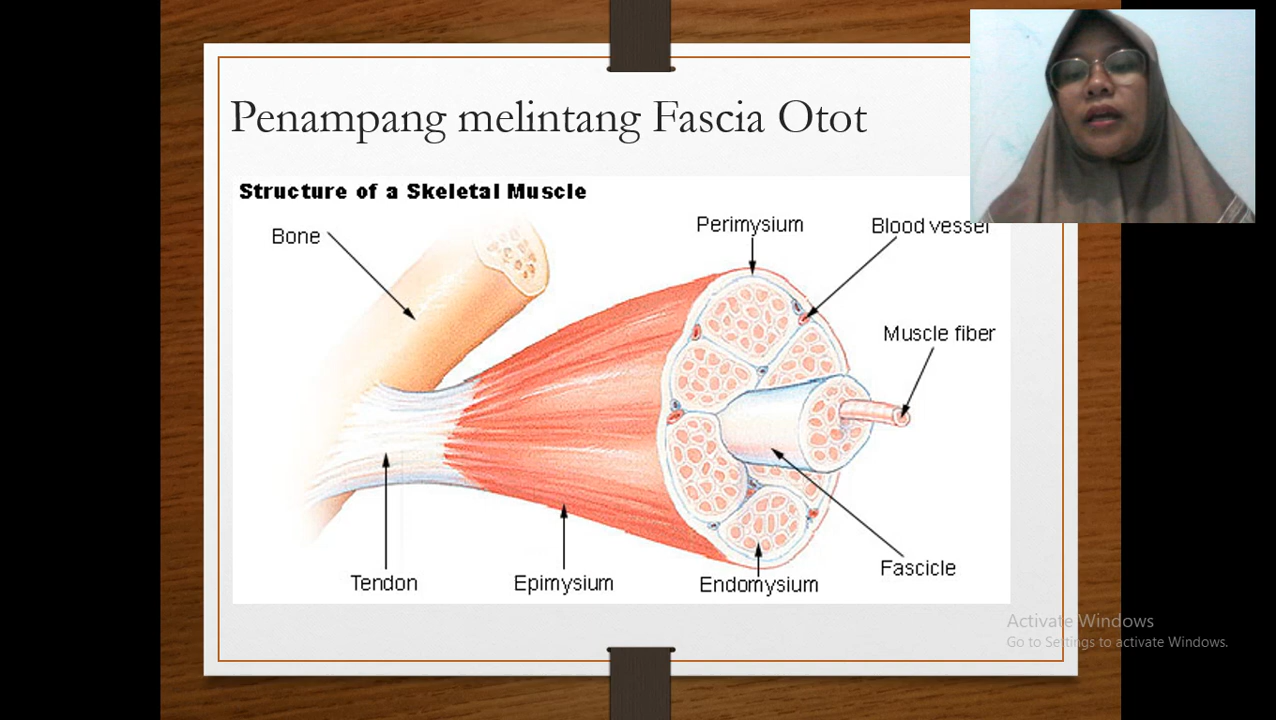 Penampang melintang Fascia Otot
Structure of a Skeletal Muscle
Bone
Perimysium
Blood vessel
Muscle fiber
Tendon
Epimysium
Endomysium
Fascicle
Activate Windows
Go to Settings to activate Windows.